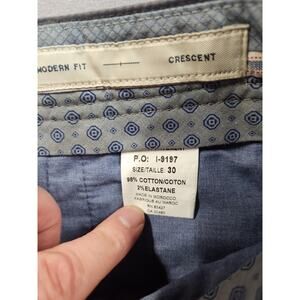 MODERN FIT CRESCENT
P.O: I-9197
SIZE/TAILLE: 30
98% COTTON/COTON
2% ELASTANE
MADE IN MOROCCO
FABRIQUE AU MAROC